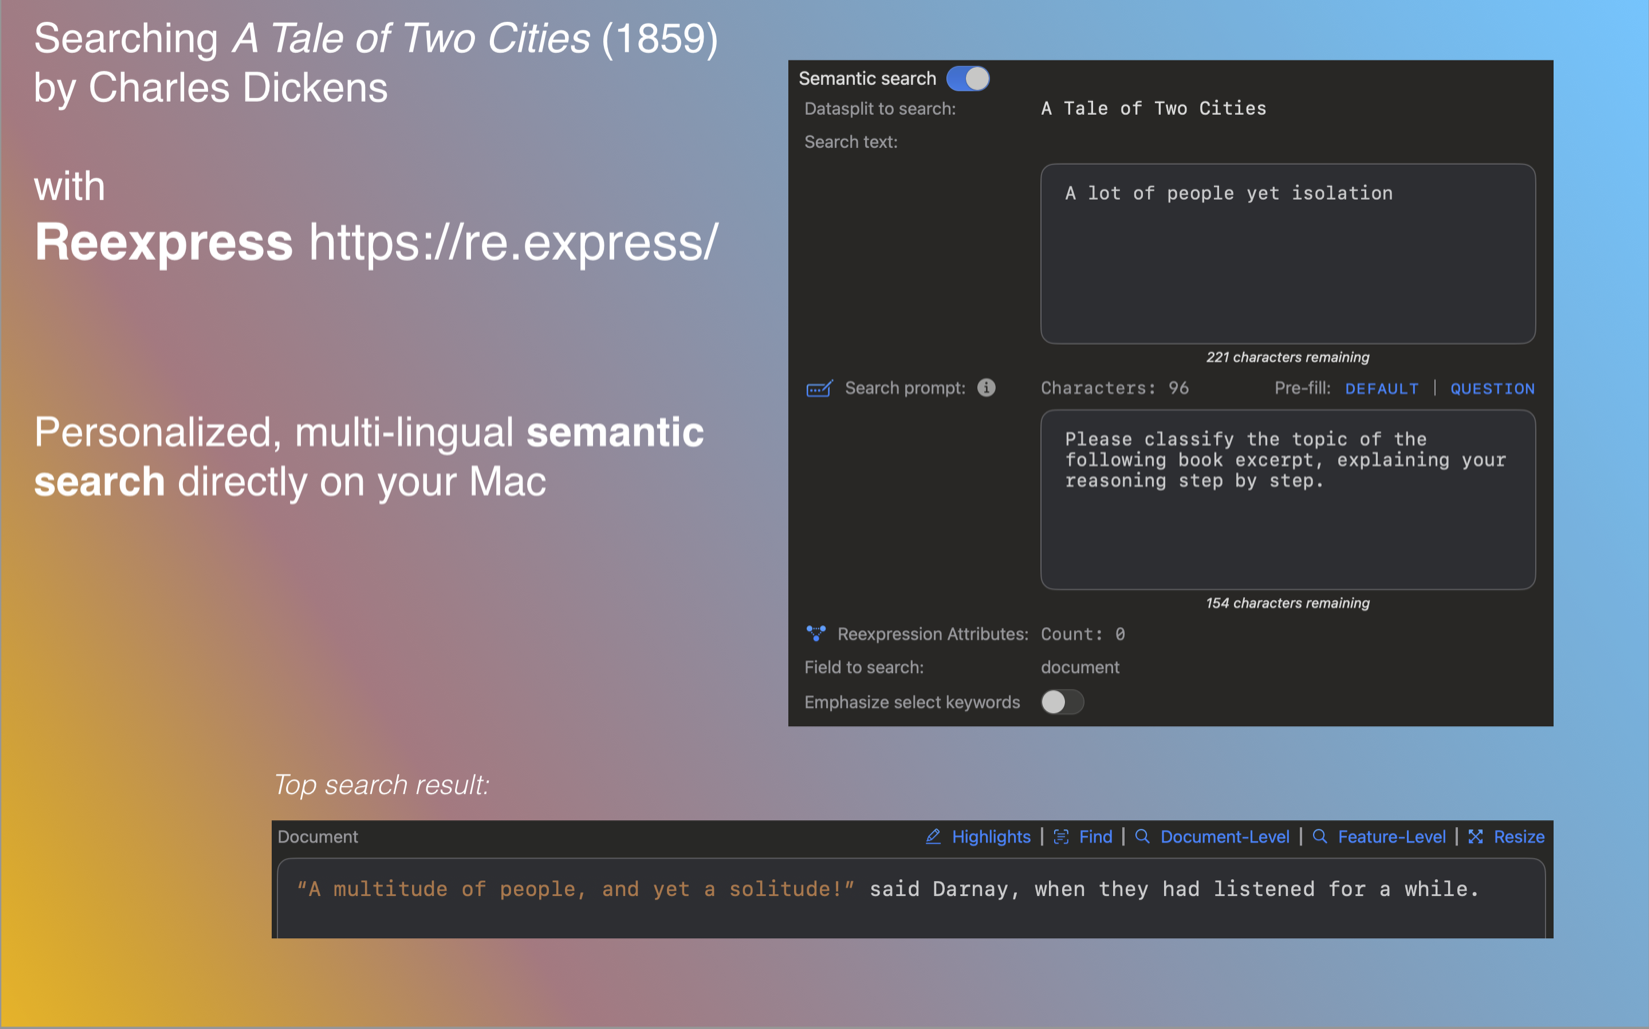 Searching A Tale of Two Cities (1859)
by Charles Dickens
with
Reexpress https://re.express/
Personalized, multi-lingual semantic
search directly on your Mac
Semantic search
Datasplit to search: A Tale of Two Cities
Search text:
A lot of people yet isolation
221 characters remaining
Search prompt: Characters: 96 Pre-fill: DEFAULT | QUESTION
Please classify the topic of the
following book excerpt, explaining your
reasoning step by step.
154 characters remaining
Reexpression Attributes: Count: 0
Field to search: document
Emphasize select keywords
Top search result:
Document Highlights | Find | Document-Level | Feature-Level | Resize
“A multitude of people, and yet a solitude!” said Darnay, when they had listened for a while.